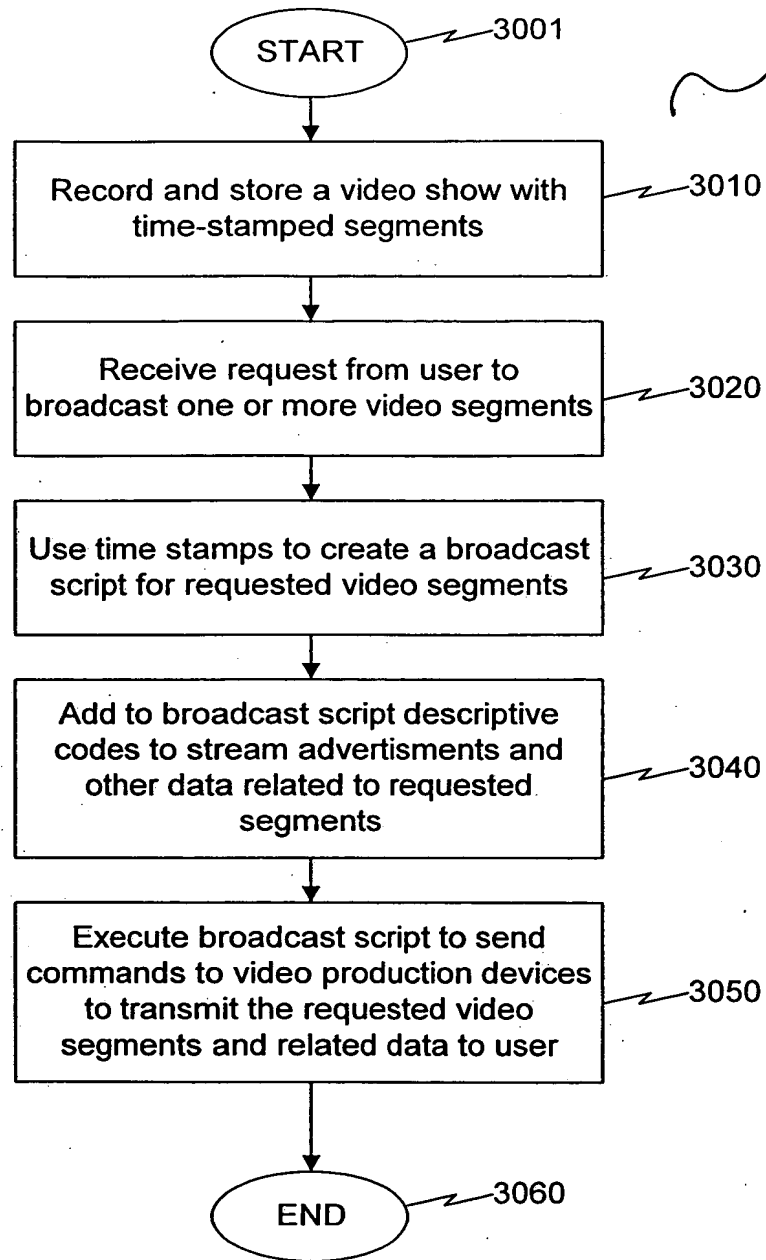 START
3001
Record and store a video show with
time-stamped segments
3010
Receive request from user to
broadcast one or more video segments
3020
Use time stamps to create a broadcast
script for requested video segments
3030
Add to broadcast script descriptive
codes to stream advertisments and
other data related to requested
segments
3040
Execute broadcast script to send
commands to video production devices
to transmit the requested video
segments and related data to user
3050
END
3060